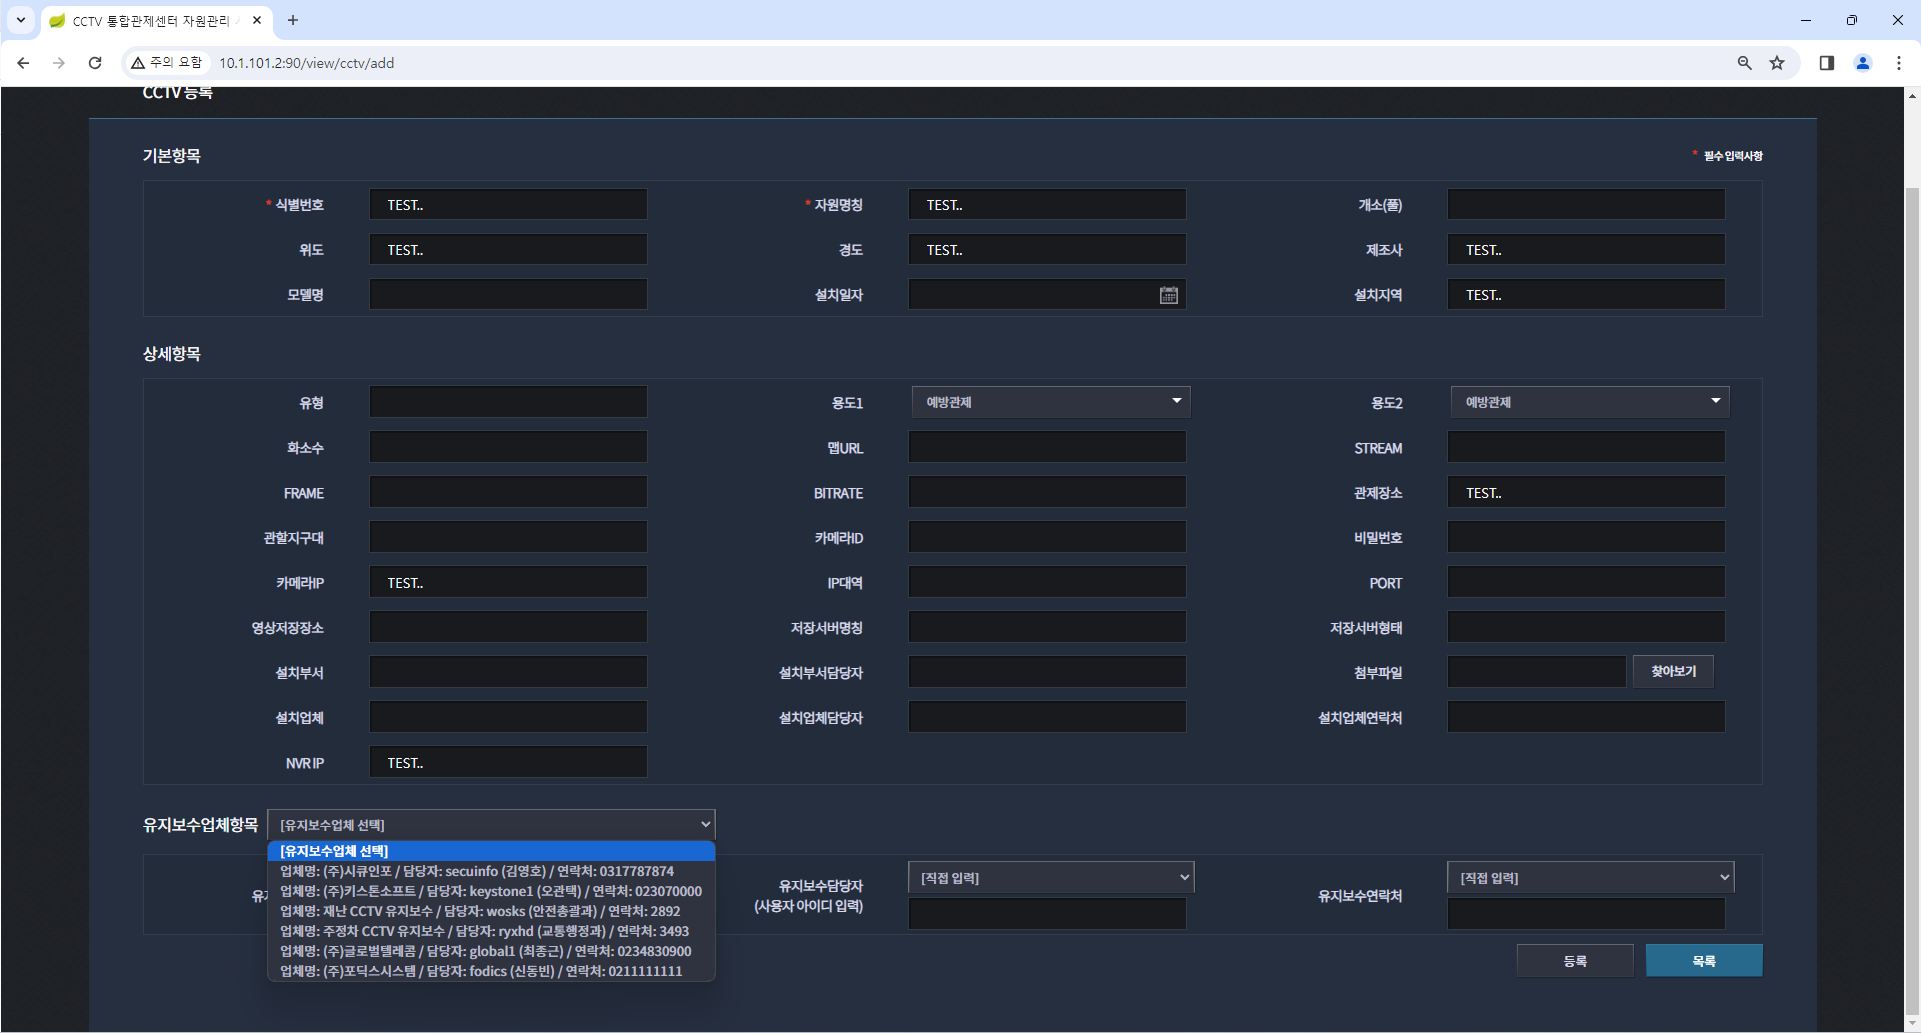 CCTV 통합관제센터 자원관리
주의 요함 10.1.101.2:90/view/cctv/add
CCTV 등록
기본항목
* 필수 입력사항
* 식별번호 TEST.. * 자원명칭 TEST.. 개소(폴)
위도 TEST.. 경도 TEST.. 제조사 TEST..
모델명 설치일자 설치지역 TEST..
상세항목
유형 용도1 예방관제 용도2 예방관제
화소수 맵URL STREAM
FRAME BITRATE 관제장소 TEST..
관할지구대 카메라ID 비밀번호
카메라IP TEST.. IP대역 PORT
영상저장장소 저장서버명칭 저장서버형태
설치부서 설치부서담당자 첨부파일 찾아보기
설치업체 설치업체담당자 설치업체연락처
NVR IP TEST..
유지보수업체항목 [유지보수업체 선택]
[유지보수업체 선택]
업체명: (주)시큐인포 / 담당자: secuinfo (김영호) / 연락처: 0317787874
업체명: (주)키스톤소프트 / 담당자: keystone1 (오관택) / 연락처: 023070000
업체명: 재난 CCTV 유지보수 / 담당자: wosks (안전총괄과) / 연락처: 2892
업체명: 주정차 CCTV 유지보수 / 담당자: ryxhd (교통행정과) / 연락처: 3493
업체명: (주)글로벌텔레콤 / 담당자: global1 (최종근) / 연락처: 0234830900
업체명: (주)포딕스시스템 / 담당자: fodics (신동빈) / 연락처: 0211111111
유지보수담당자
(사용자 아이디 입력)
[직접 입력]
유지보수연락처
[직접 입력]
등록 목록